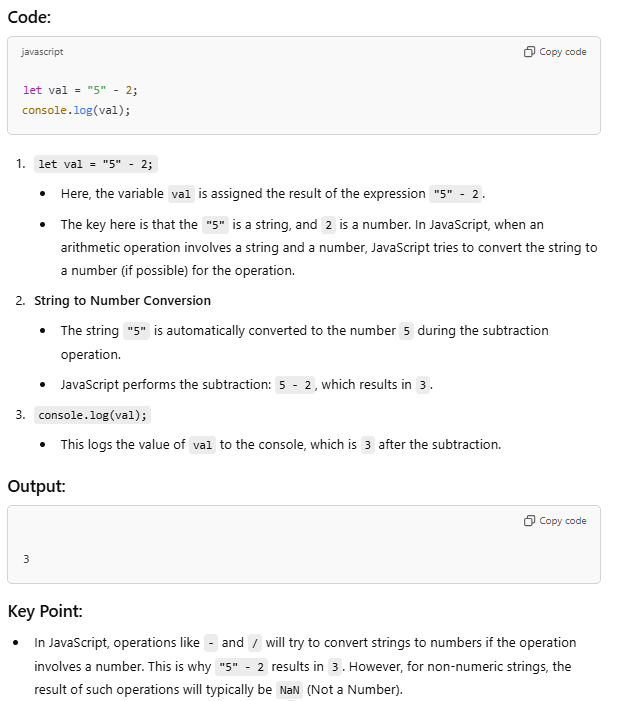 Code:
javascript
Copy code
let val = "5" - 2;
console.log(val);
1. let val = "5" - 2;
• Here, the variable val is assigned the result of the expression "5" - 2.
• The key here is that the "5" is a string, and 2 is a number. In JavaScript, when an
arithmetic operation involves a string and a number, JavaScript tries to convert the string to
a number (if possible) for the operation.
2. String to Number Conversion
• The string "5" is automatically converted to the number 5 during the subtraction
operation.
• JavaScript performs the subtraction: 5 - 2, which results in 3.
3. console.log(val);
• This logs the value of val to the console, which is 3 after the subtraction.
Output:
Copy code
3
Key Point:
• In JavaScript, operations like - and / will try to convert strings to numbers if the operation
involves a number. This is why "5" - 2 results in 3. However, for non-numeric strings, the
result of such operations will typically be NaN (Not a Number).